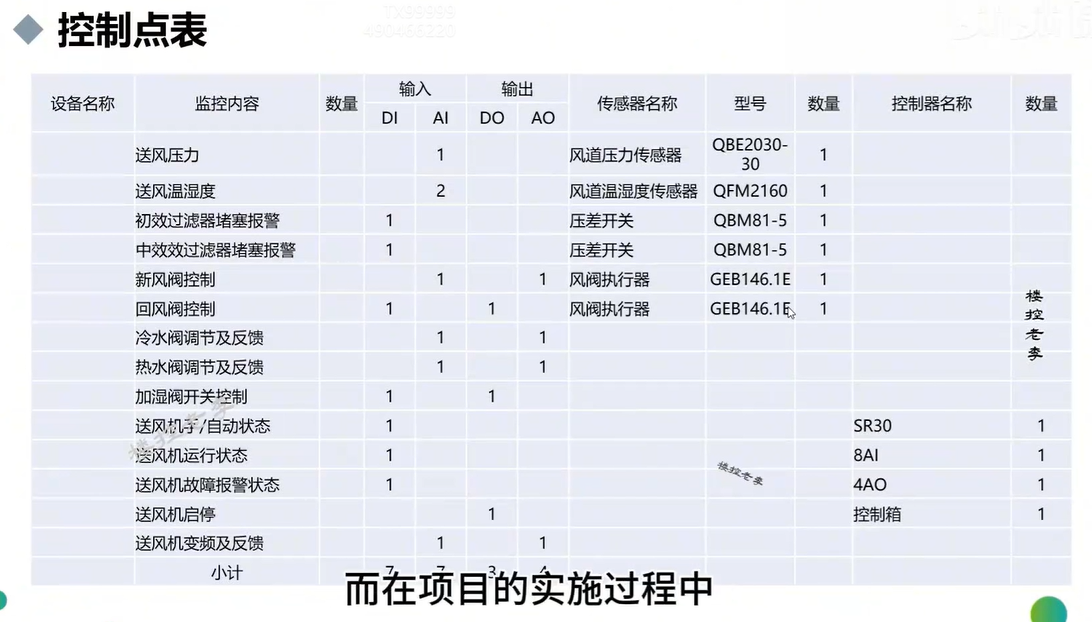 控制点表
TX99999
490466220
设备名称 监控内容 数量 输入 输出 传感器名称 型号 数量 控制器名称 数量
DI AI DO AO
送风压力 1 风道压力传感器 QBE2030-30 1
送风温湿度 2 风道温湿度传感器 QFM2160 1
初效过滤器堵塞报警 1 压差开关 QBM81-5 1
中效效过滤器堵塞报警 1 压差开关 QBM81-5 1
新风阀控制 1 1 风阀执行器 GEB146.1E 1
回风阀控制 1 1 风阀执行器 GEB146.1E 1
冷水阀调节及反馈 1 1
热水阀调节及反馈 1 1
加湿阀开关控制 1 1
送风机手/自动状态 1 SR30 1
送风机运行状态 1 8AI 1
送风机故障报警状态 1 4AO 1
送风机启停 1 控制箱 1
送风机变频及反馈 1 1
小计 7 7 3 4
楼控老李
楼控老李
楼控老李
而在项目的实施过程中